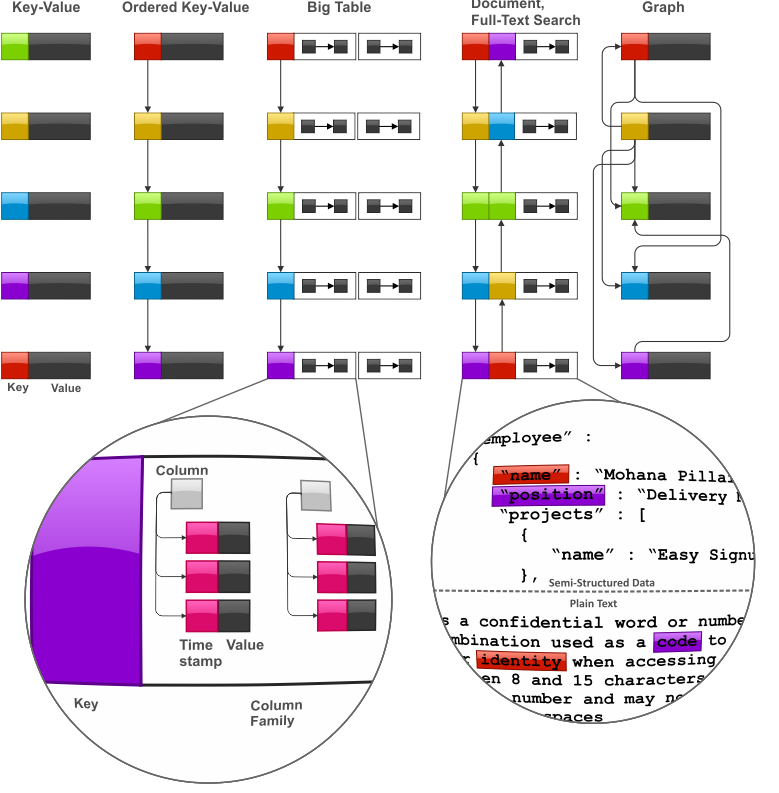 Key-Value
Ordered Key-Value
Big Table
Document,
Full-Text Search
Graph
Key
Value
Column
Time
stamp
Value
Key
Column
Family
employee” :
{
“name” : “Mohana Pillai
“position” : “Delivery
“projects” : [
{
“name” : “Easy Signu
},
Semi-Structured Data
Plain Text
s a confidential word or numbe
mbination used as a code to
r identity when accessing
en 8 and 15 characters
number and may no
spaces